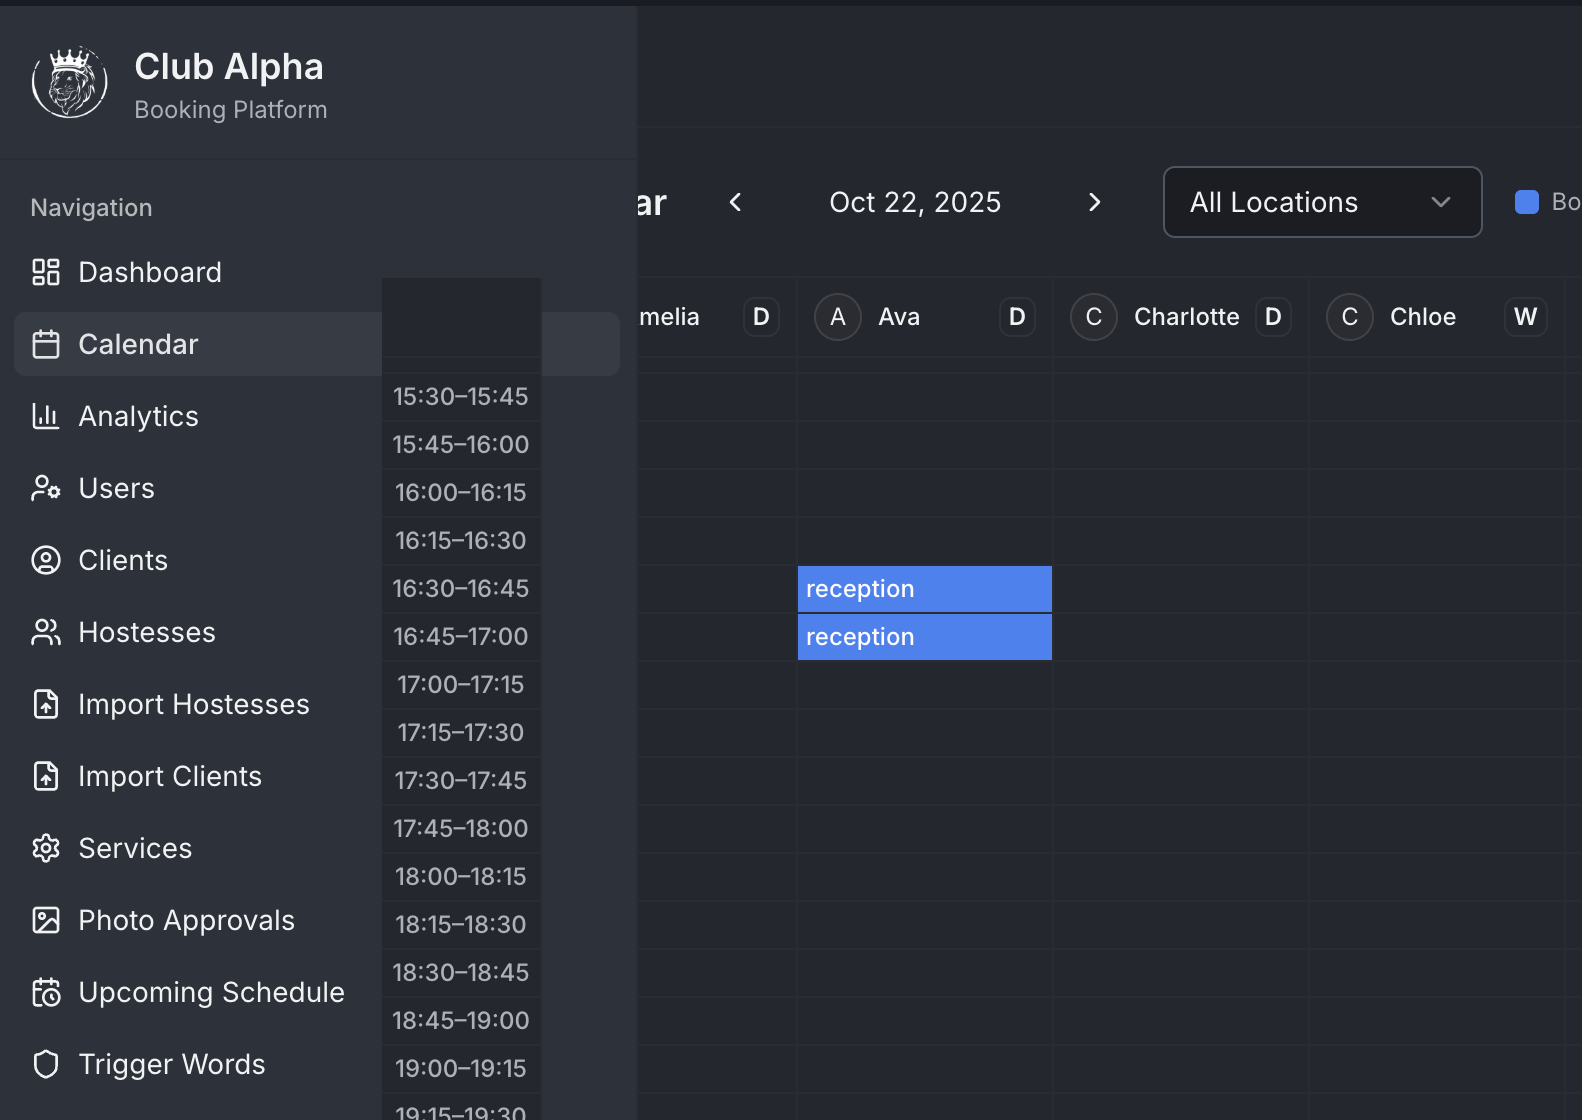 Club Alpha
Booking Platform
Navigation
Dashboard
Calendar
Analytics
Users
Clients
Hostesses
Import Hostesses
Import Clients
Services
Photo Approvals
Upcoming Schedule
Trigger Words
ar
Oct 22, 2025
All Locations
Bo
melia D
A Ava D
C Charlotte D
C Chloe W
15:30–15:45
15:45–16:00
16:00–16:15
16:15–16:30
16:30–16:45 reception
16:45–17:00 reception
17:00–17:15
17:15–17:30
17:30–17:45
17:45–18:00
18:00–18:15
18:15–18:30
18:30–18:45
18:45–19:00
19:00–19:15
19:15–19:30